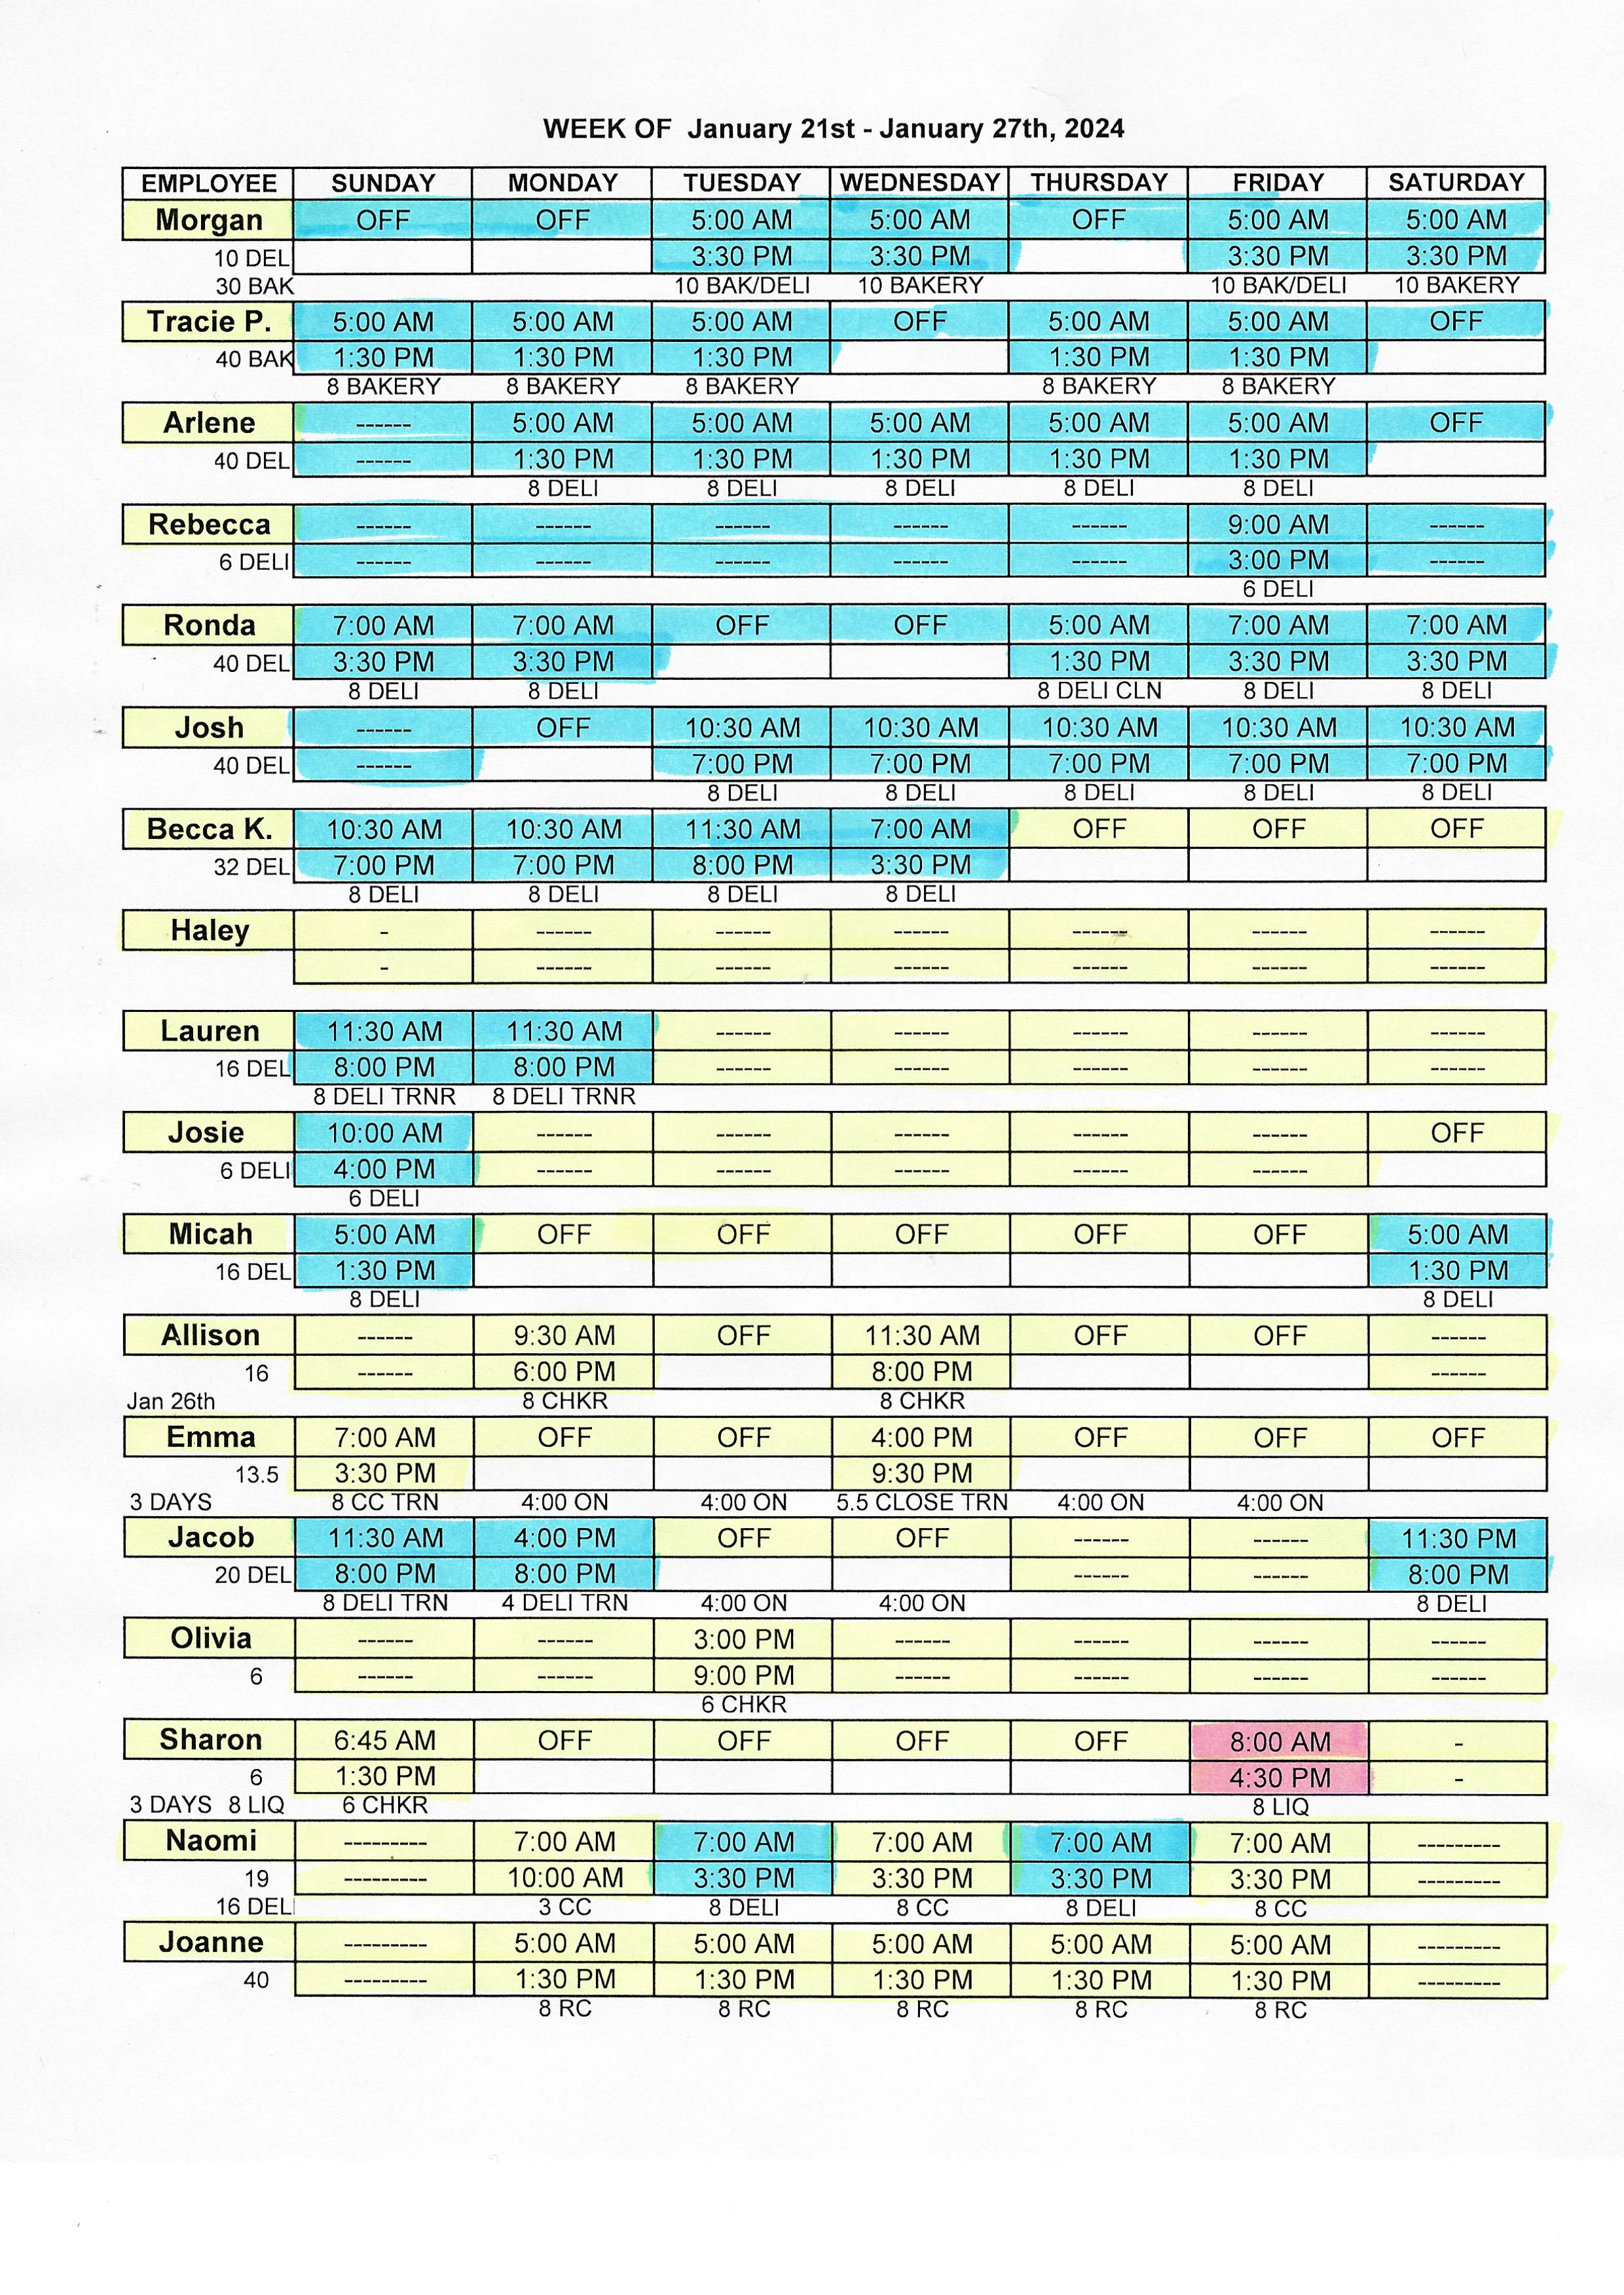 WEEK OF January 21st - January 27th, 2024
EMPLOYEE SUNDAY MONDAY TUESDAY WEDNESDAY THURSDAY FRIDAY SATURDAY
Morgan OFF OFF 5:00 AM 5:00 AM OFF 5:00 AM 5:00 AM
10 DEL 3:30 PM 3:30 PM 3:30 PM 3:30 PM
30 BAK 10 BAK/DELI 10 BAKERY 10 BAK/DELI 10 BAKERY
Tracie P. 5:00 AM 5:00 AM 5:00 AM OFF 5:00 AM 5:00 AM OFF
40 BAK 1:30 PM 1:30 PM 1:30 PM 1:30 PM 1:30 PM
8 BAKERY 8 BAKERY 8 BAKERY 8 BAKERY 8 BAKERY
Arlene ------ 5:00 AM 5:00 AM 5:00 AM 5:00 AM 5:00 AM OFF
40 DEL ------ 1:30 PM 1:30 PM 1:30 PM 1:30 PM 1:30 PM
8 DELI 8 DELI 8 DELI 8 DELI 8 DELI
Rebecca ------ ------ ------ ------ ------ 9:00 AM ------
6 DELI ------ ------ ------ ------ ------ 3:00 PM ------
6 DELI
Ronda 7:00 AM 7:00 AM OFF OFF 5:00 AM 7:00 AM 7:00 AM
40 DEL 3:30 PM 3:30 PM 1:30 PM 3:30 PM 3:30 PM
8 DELI 8 DELI 8 DELI CLN 8 DELI 8 DELI
Josh ------ OFF 10:30 AM 10:30 AM 10:30 AM 10:30 AM 10:30 AM
40 DEL ------ 7:00 PM 7:00 PM 7:00 PM 7:00 PM 7:00 PM
8 DELI 8 DELI 8 DELI 8 DELI 8 DELI
Becca K. 10:30 AM 10:30 AM 11:30 AM 7:00 AM OFF OFF OFF
32 DEL 7:00 PM 7:00 PM 8:00 PM 3:30 PM
8 DELI 8 DELI 8 DELI 8 DELI
Haley - ------ ------ ------ ------ ------ ------
- ------ ------ ------ ------ ------ ------
Lauren 11:30 AM 11:30 AM ------ ------ ------ ------ ------
16 DEL 8:00 PM 8:00 PM ------ ------ ------ ------ ------
8 DELI TRNR 8 DELI TRNR
Josie 10:00 AM ------ ------ ------ ------ ------ OFF
6 DELI 4:00 PM ------ ------ ------ ------ ------
6 DELI
Micah 5:00 AM OFF OFF OFF OFF OFF 5:00 AM
16 DEL 1:30 PM 1:30 PM
8 DELI 8 DELI
Allison ------ 9:30 AM OFF 11:30 AM OFF OFF ------
16 ------ 6:00 PM 8:00 PM ------
Jan 26th 8 CHKR 8 CHKR
Emma 7:00 AM OFF OFF 4:00 PM OFF OFF OFF
13.5 3:30 PM 9:30 PM
3 DAYS 8 CC TRN 4:00 ON 4:00 ON 5.5 CLOSE TRN 4:00 ON 4:00 ON
Jacob 11:30 AM 4:00 PM OFF OFF ------ ------ 11:30 PM
20 DEL 8:00 PM 8:00 PM ------ ------ 8:00 PM
8 DELI TRN 4 DELI TRN 4:00 ON 4:00 ON 8 DELI
Olivia ------ ------ 3:00 PM ------ ------ ------ ------
6 ------ ------ 9:00 PM ------ ------ ------ ------
6 CHKR
Sharon 6:45 AM OFF OFF OFF OFF 8:00 AM -
6 1:30 PM 4:30 PM -
3 DAYS 8 LIQ 6 CHKR 8 LIQ
Naomi --------- 7:00 AM 7:00 AM 7:00 AM 7:00 AM 7:00 AM ---------
19 --------- 10:00 AM 3:30 PM 3:30 PM 3:30 PM 3:30 PM ---------
16 DELI 3 CC 8 DELI 8 CC 8 DELI 8 CC
Joanne --------- 5:00 AM 5:00 AM 5:00 AM 5:00 AM 5:00 AM ---------
40 --------- 1:30 PM 1:30 PM 1:30 PM 1:30 PM 1:30 PM ---------
8 RC 8 RC 8 RC 8 RC 8 RC